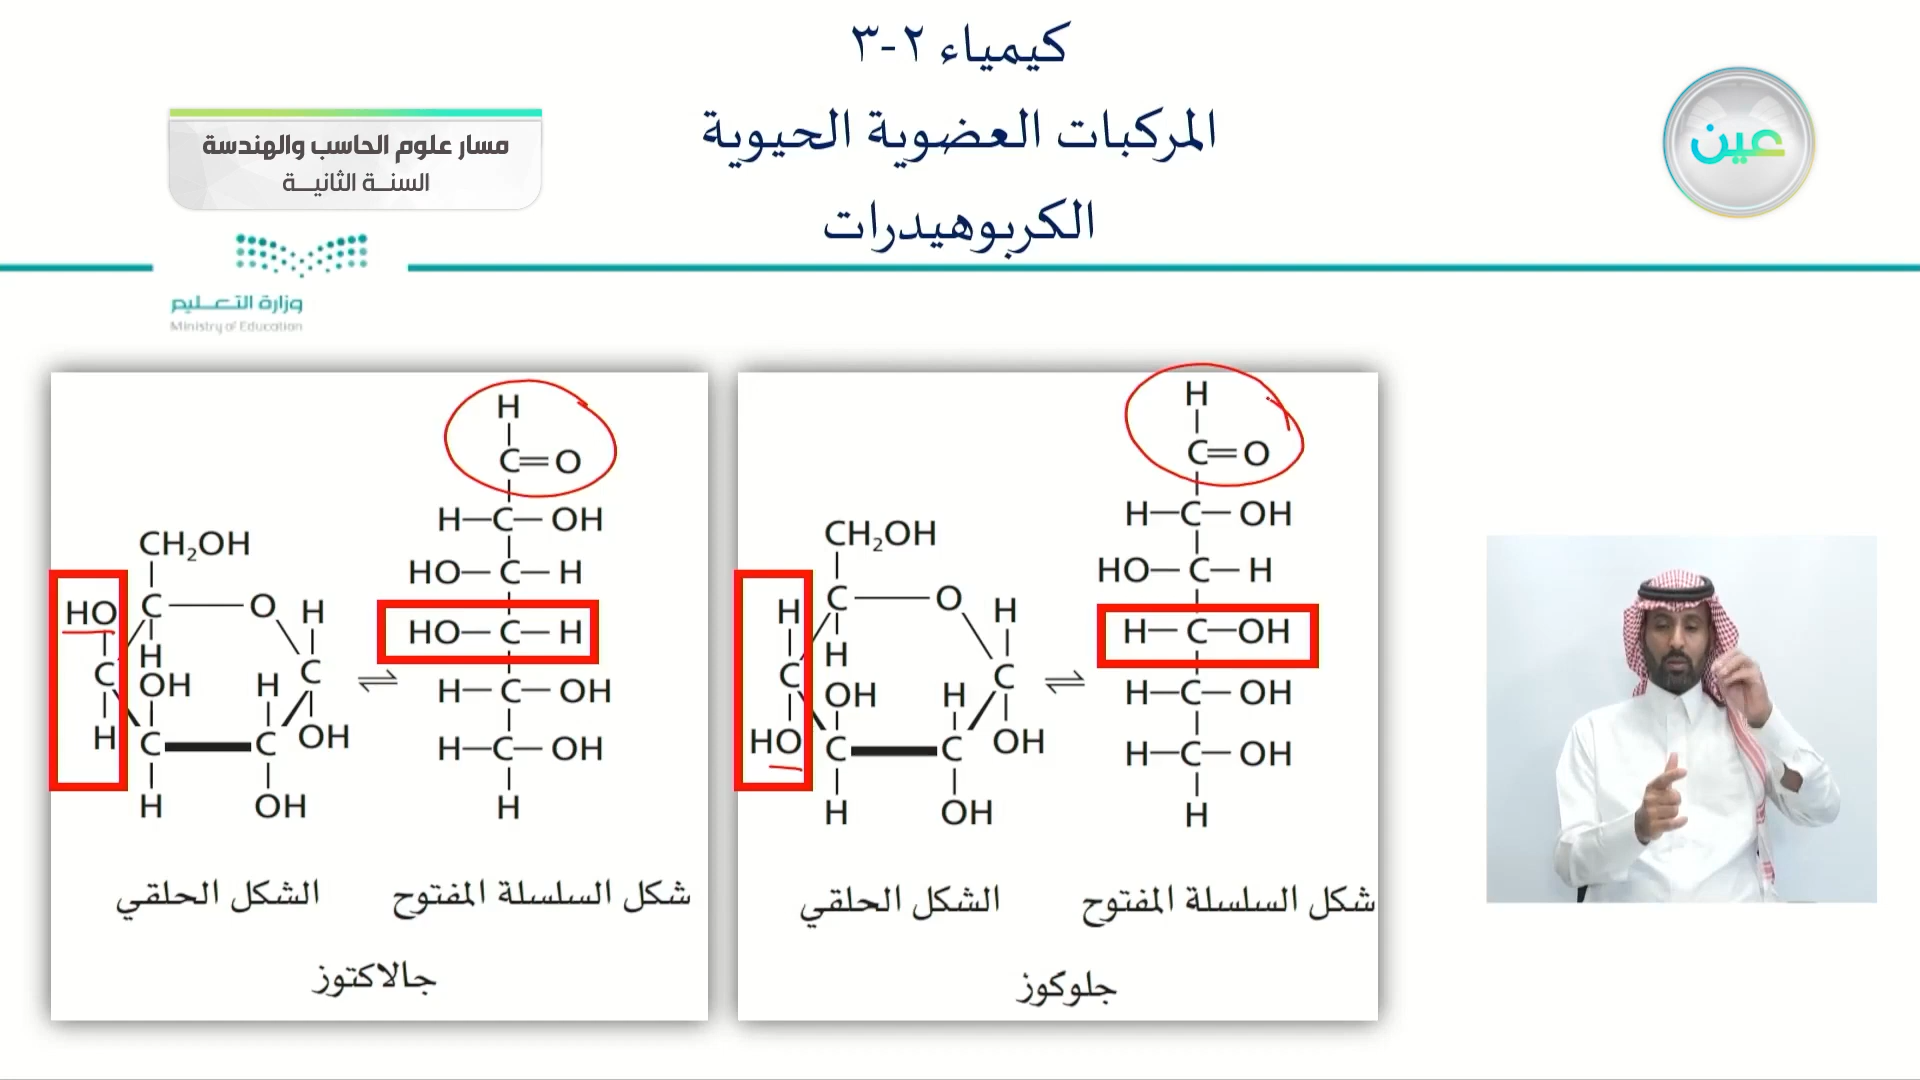 كيمياء ٢-٣
المركبات العضوية الحيوية
الكربوهيدرات
عين
مسار علوم الحاسب والهندسة
السنة الثانية
وزارة التعليم
Ministry of Education
H
C=O
H—C—OH
HO—C—H
H—C—OH
H—C—OH
H—C—OH
H
CH₂OH
H C O H
H
C C
OH H
HO C C OH
H OH
شكل السلسلة المفتوح
الشكل الحلقي
جلوكوز
H
C=O
H—C—OH
HO—C—H
HO—C—H
H—C—OH
H—C—OH
H
CH₂OH
HO C O H
H
C C
OH H
H C C OH
H OH
شكل السلسلة المفتوح
الشكل الحلقي
جالاكتوز